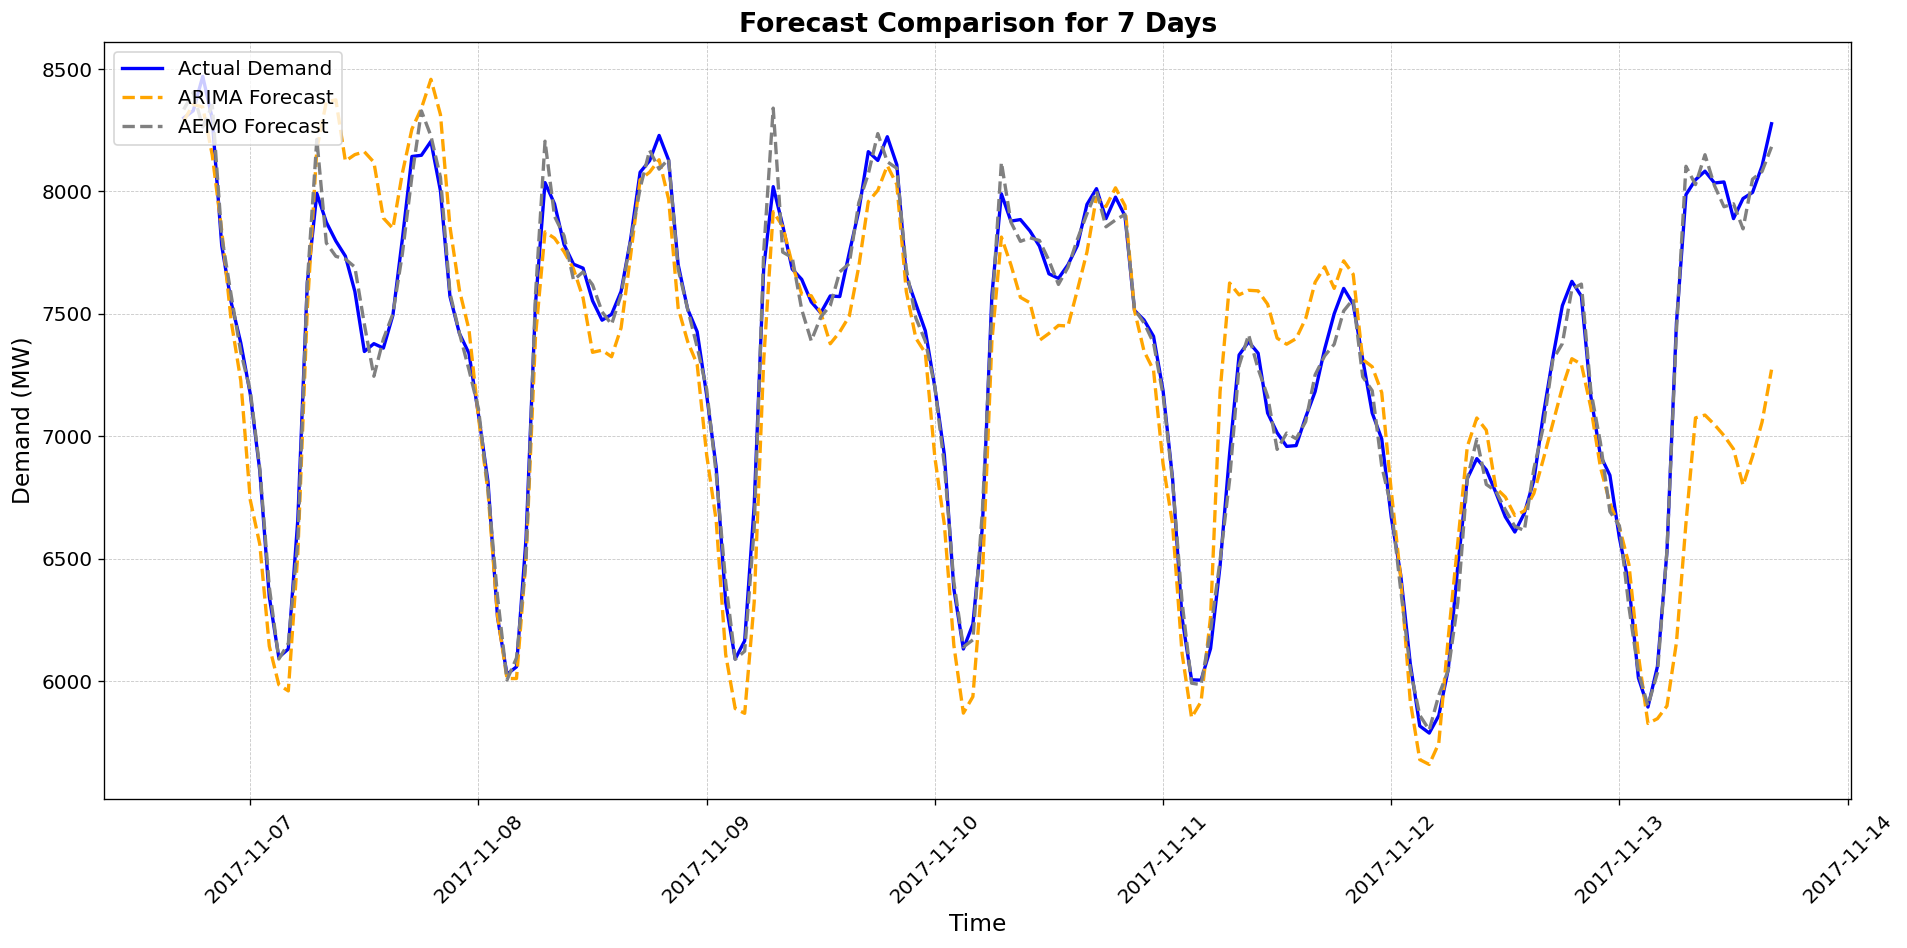 Forecast Comparison for 7 Days
Actual Demand
ARIMA Forecast
AEMO Forecast
Demand (MW)
8500
8000
7500
7000
6500
6000
2017-11-07
2017-11-08
2017-11-09
2017-11-10
2017-11-11
2017-11-12
2017-11-13
2017-11-14
Time